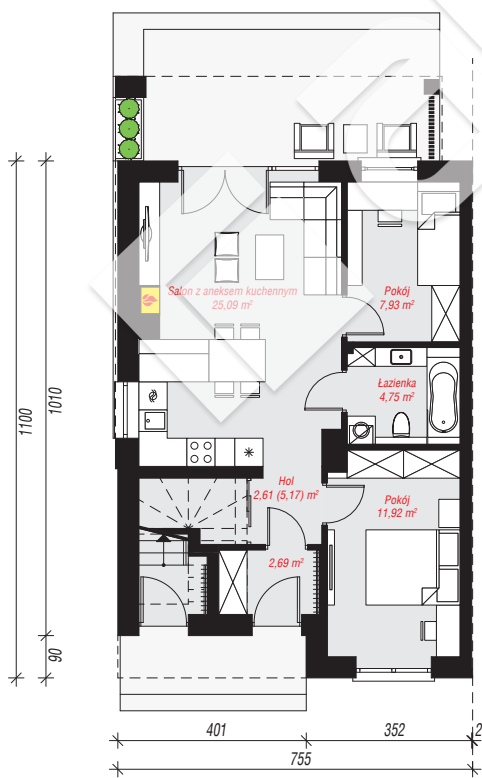 Salon z aneksem kuchennym
25,09 m²
Pokój
7,93 m²
Łazienka
4,75 m²
Hol
2,61 (5,17) m²
Pokój
11,92 m²
2,69 m²
1100
1010
90
401
352
2
755